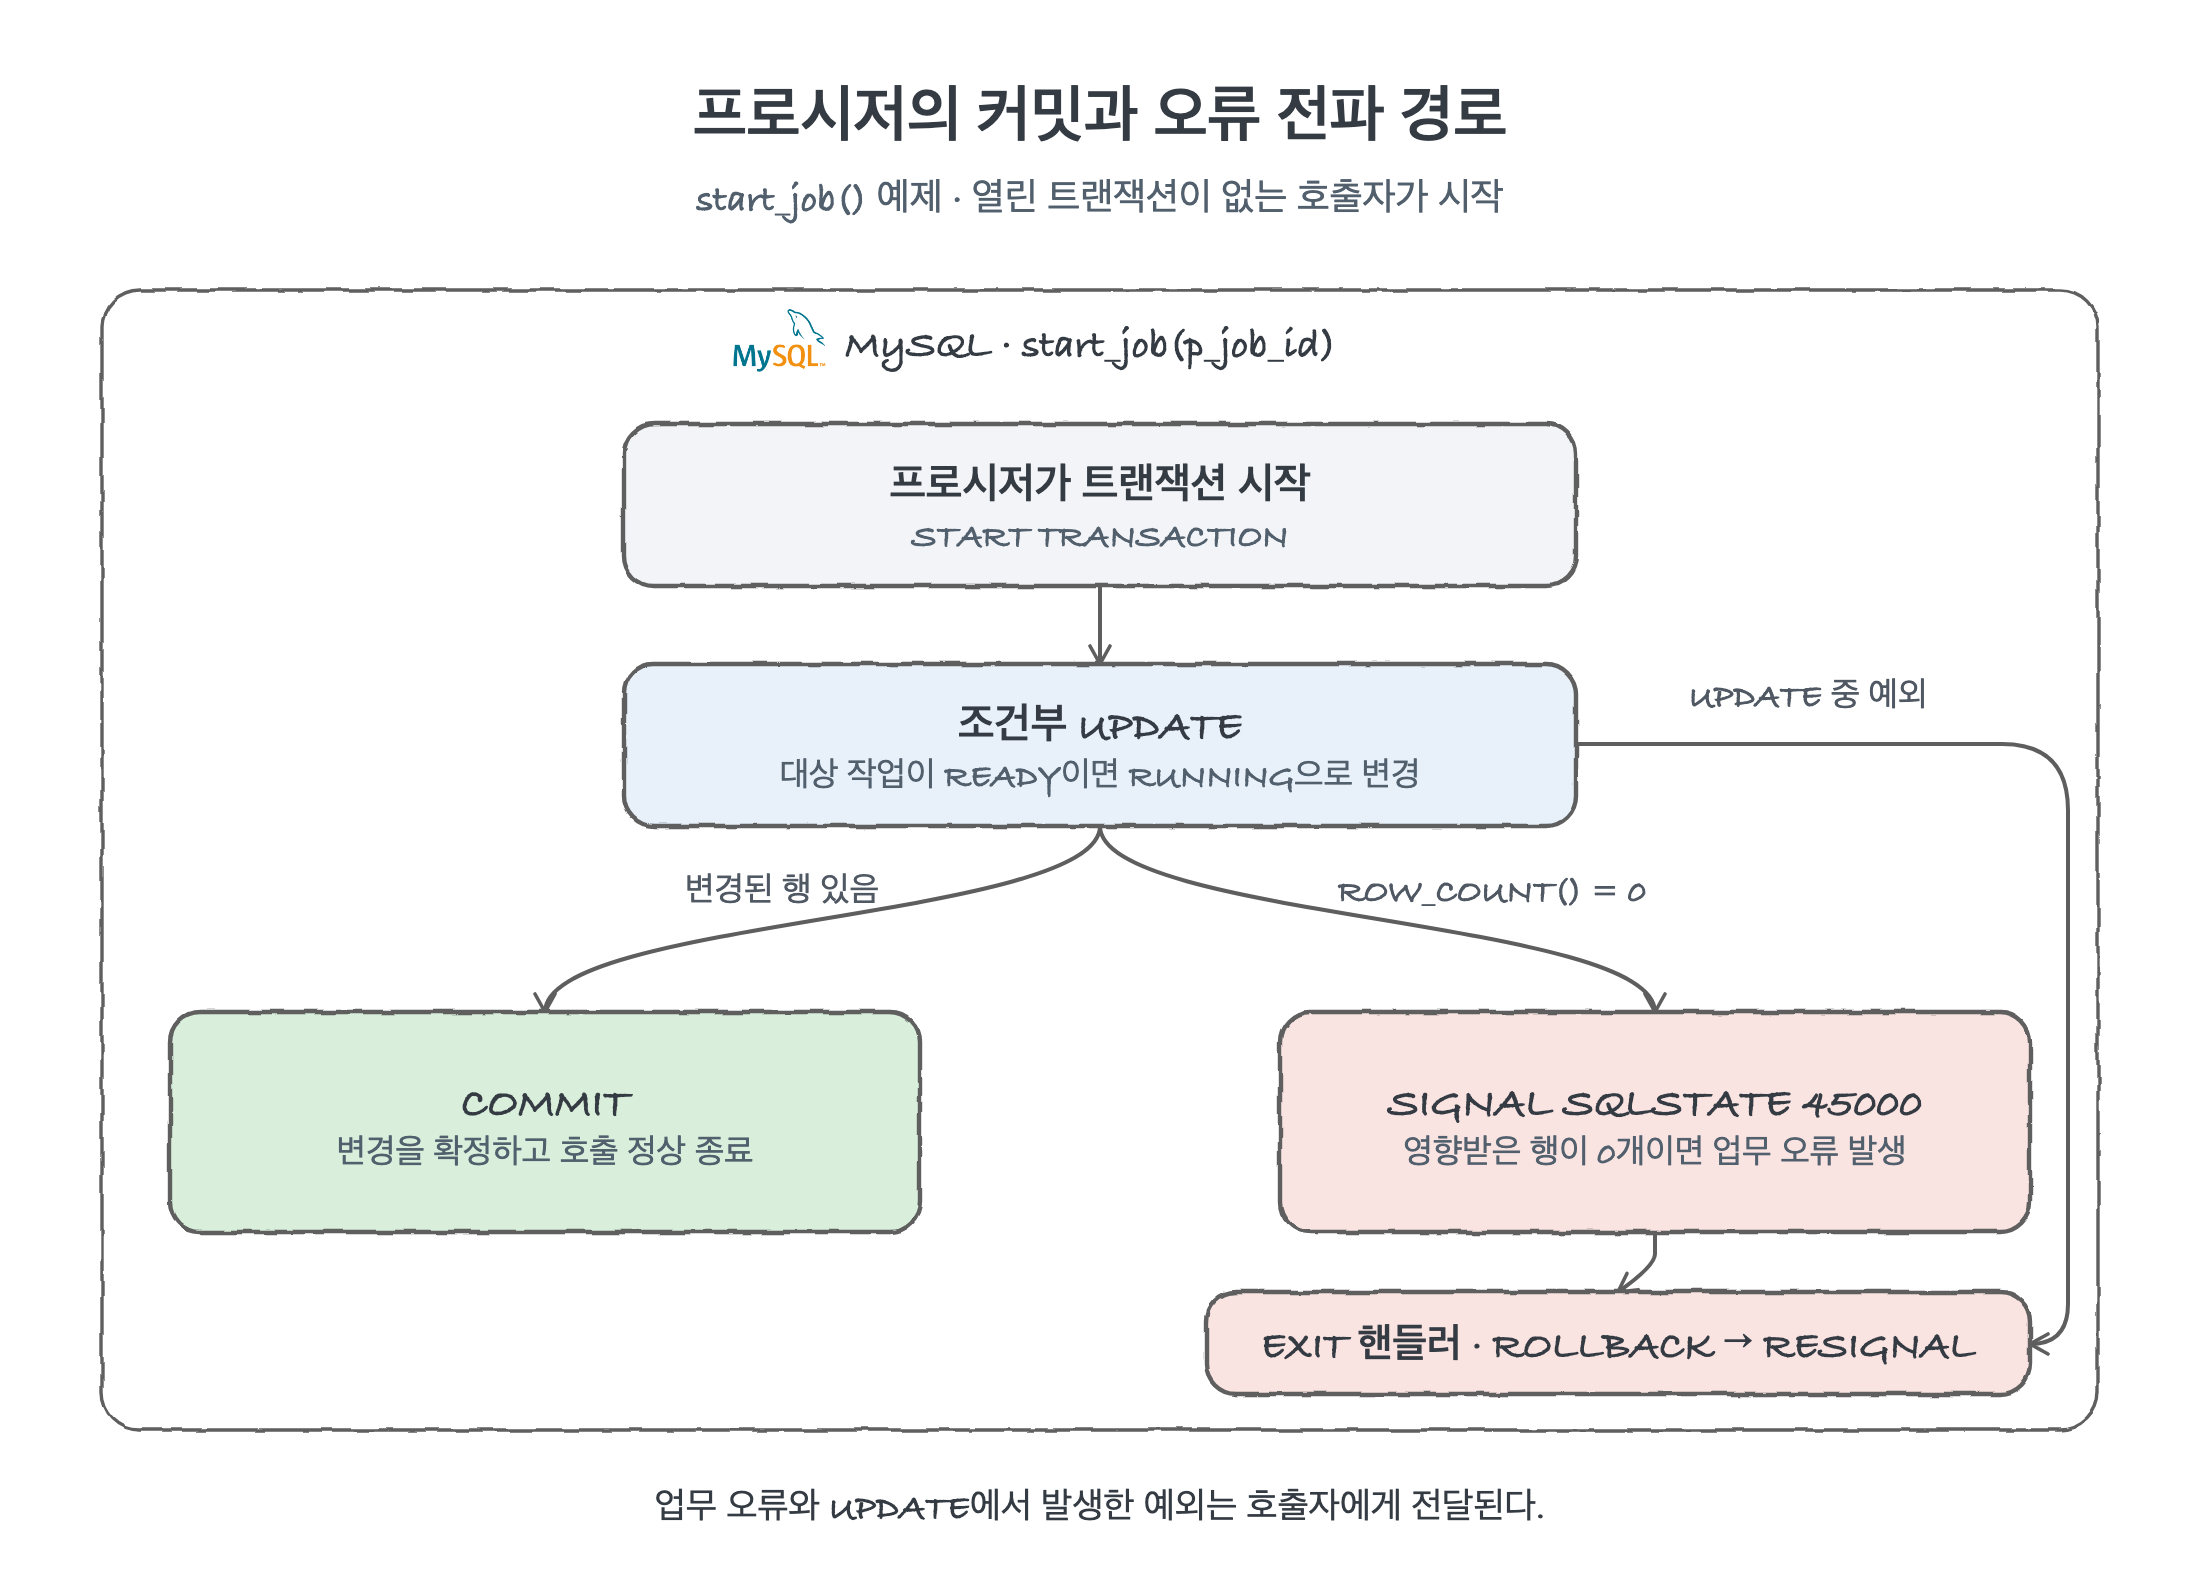 프로시저의 커밋과 오류 전파 경로
start_job() 예제 · 열린 트랜잭션이 없는 호출자가 시작
MySQL™ MySQL · start_job(p_job_id)
프로시저가 트랜잭션 시작
START TRANSACTION
조건부 UPDATE
대상 작업이 READY이면 RUNNING으로 변경
UPDATE 중 예외
변경된 행 있음
ROW_COUNT() = 0
COMMIT
변경을 확정하고 호출 정상 종료
SIGNAL SQLSTATE 45000
영향받은 행이 0개이면 업무 오류 발생
EXIT 핸들러 · ROLLBACK → RESIGNAL
업무 오류와 UPDATE에서 발생한 예외는 호출자에게 전달된다.